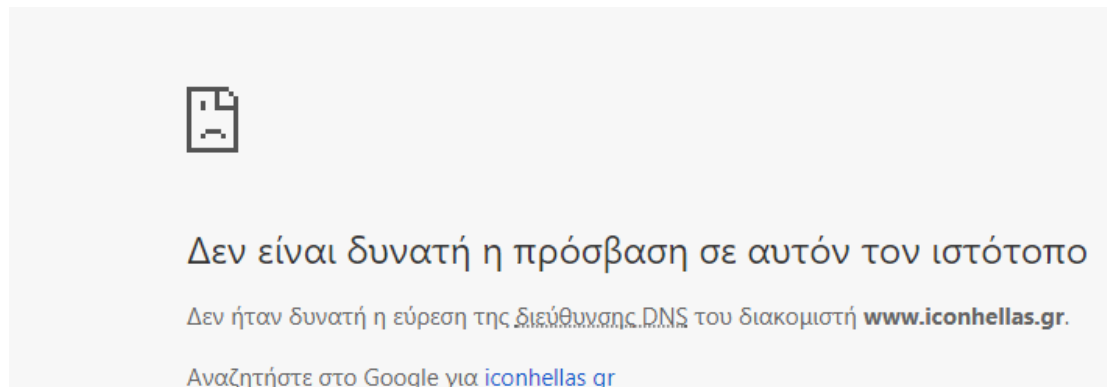 Δεν είναι δυνατή η πρόσβαση σε αυτόν τον ιστότοπο
Δεν ήταν δυνατή η εύρεση της διεύθυνσης DNS του διακομιστή www.iconhellas.gr.
Αναζητήστε στο Google για iconhellas gr